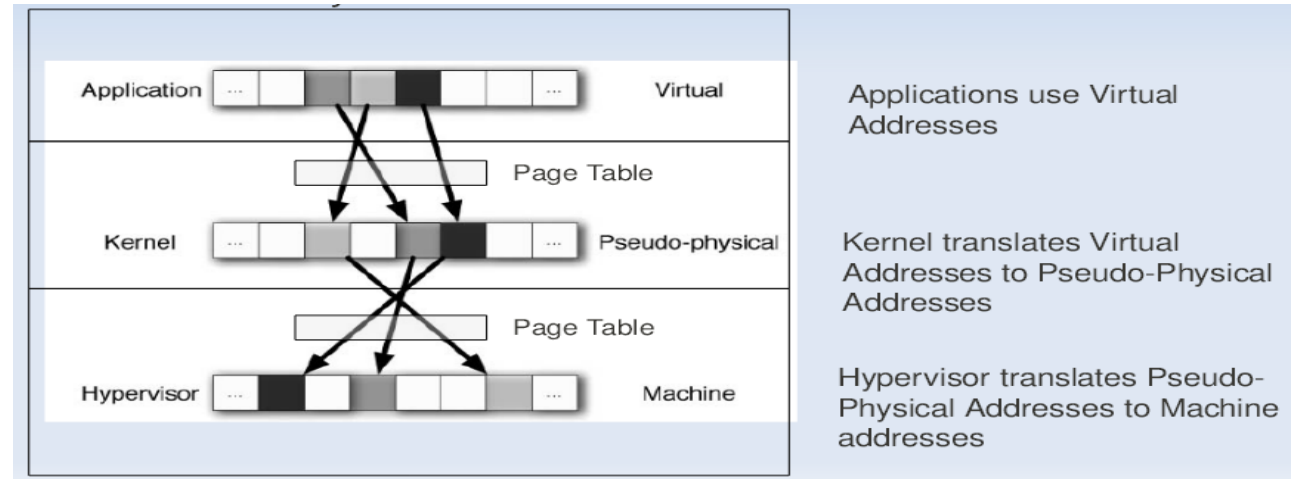 Application ... ... Virtual
Applications use Virtual
Addresses
Page Table
Kernel ... ... Pseudo-physical
Kernel translates Virtual
Addresses to Pseudo-Physical
Addresses
Page Table
Hypervisor ... ... Machine
Hypervisor translates Pseudo-
Physical Addresses to Machine
addresses